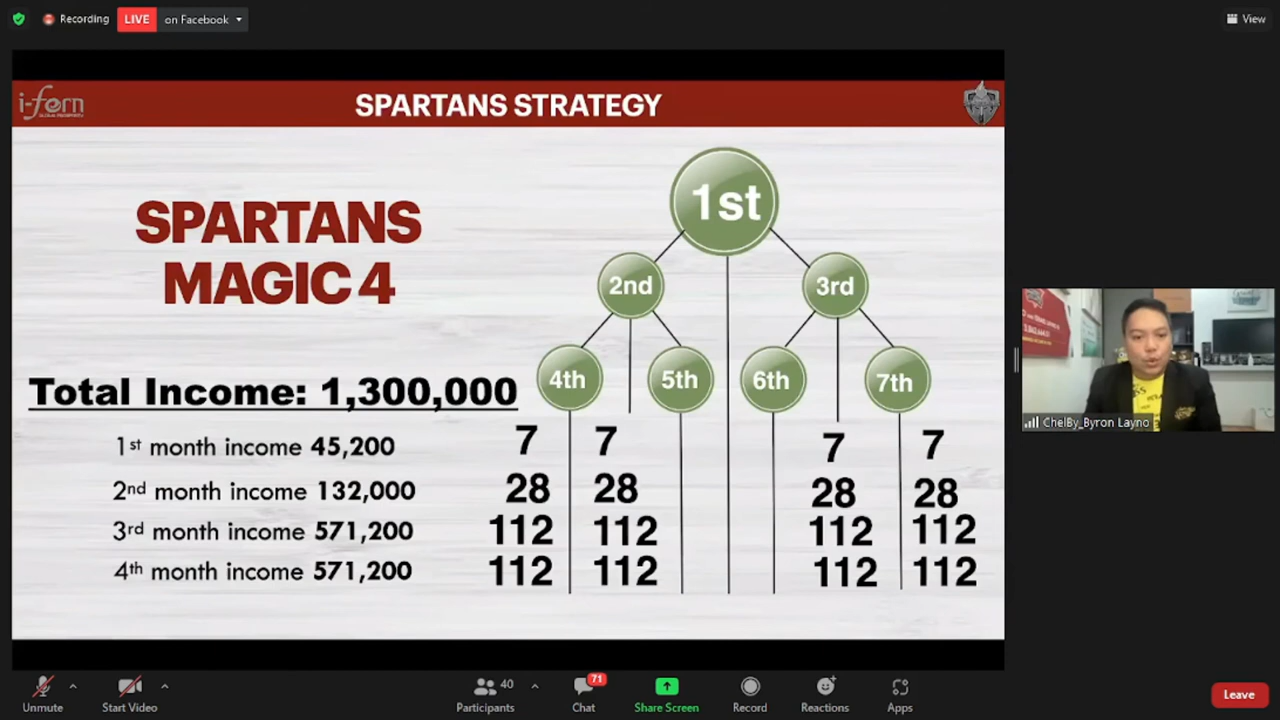 Recording
LIVE on Facebook
View
i-fern
SPARTANS STRATEGY
SPARTANS
MAGIC 4
1st
2nd 3rd
4th 5th 6th 7th
Total Income: 1,300,000
1st month income 45,200 7 7 7 7
2nd month income 132,000 28 28 28 28
3rd month income 571,200 112 112 112 112
4th month income 571,200 112 112 112 112
ChelBy_Byron Layno
40
71
Unmute
Start Video
Participants
Chat
Share Screen
Record
Reactions
Apps
Leave